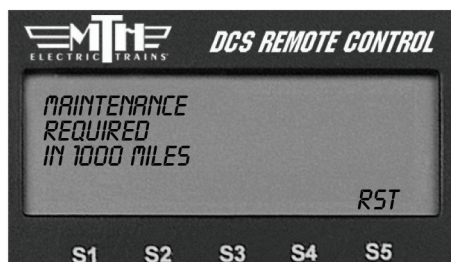 MTH
ELECTRIC TRAINS
DCS REMOTE CONTROL
MAINTENANCE
REQUIRED
IN 1000 MILES
RST
S1 S2 S3 S4 S5